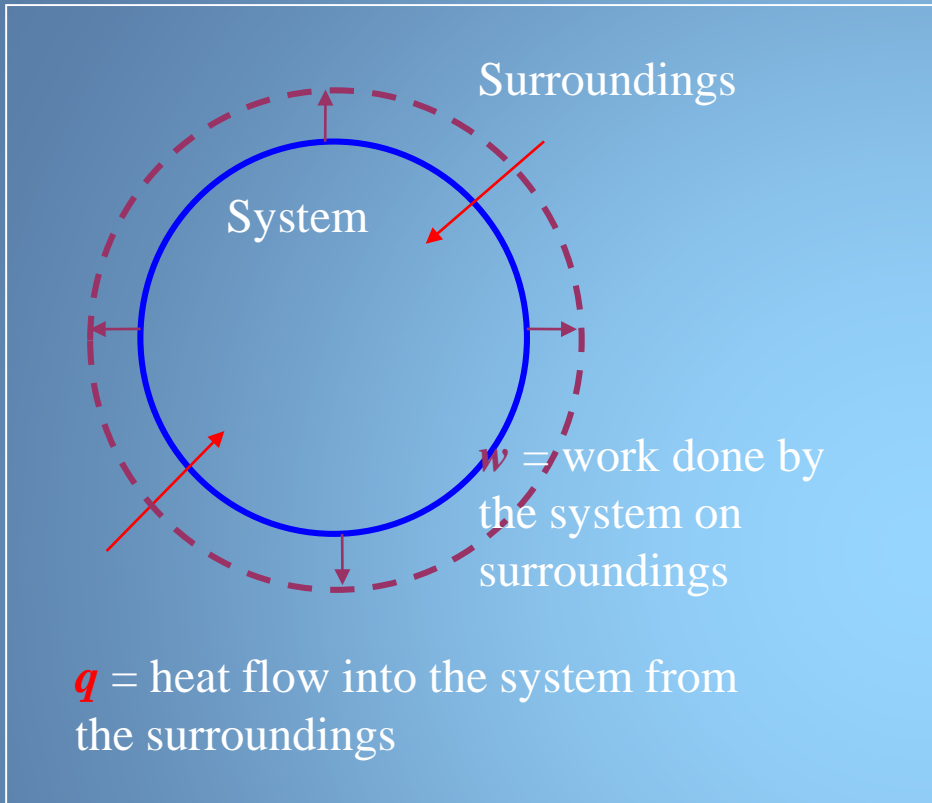 Surroundings
System
w = work done by
the system on
surroundings
q = heat flow into the system from
the surroundings